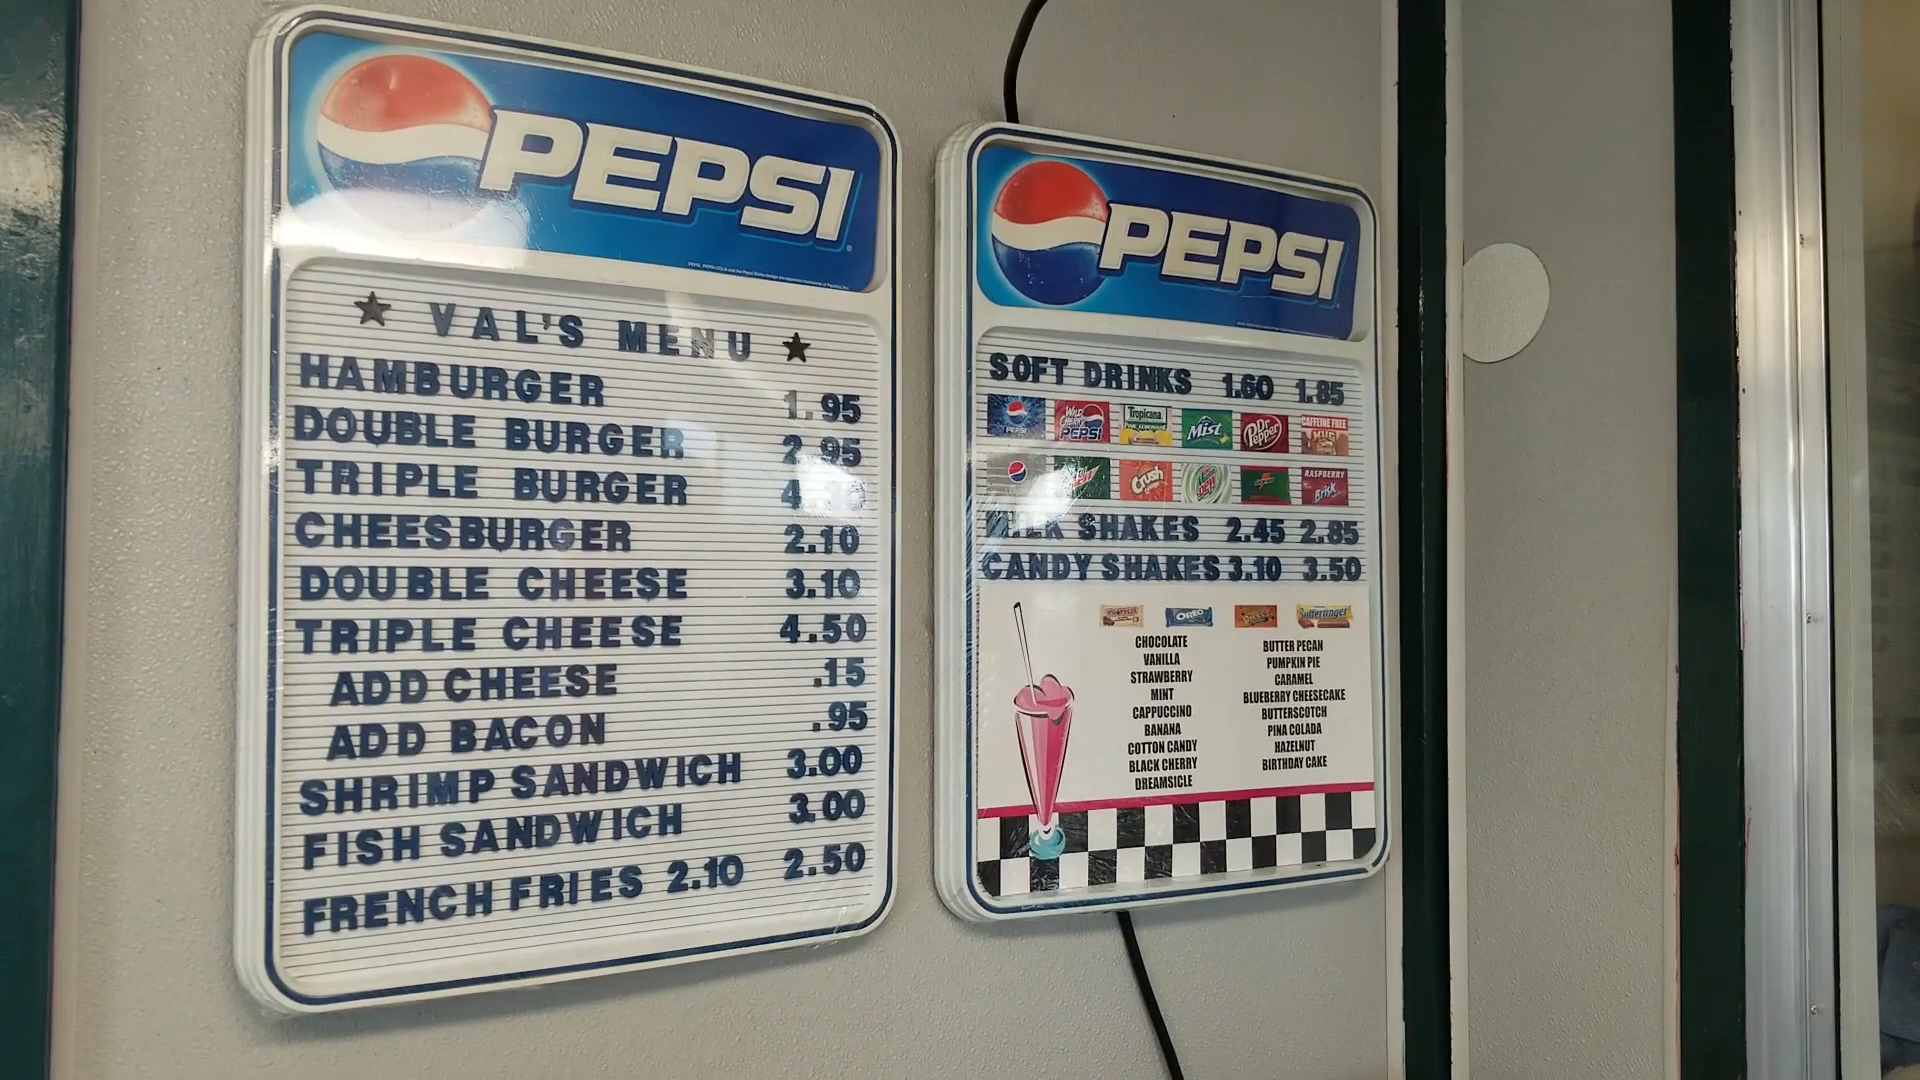 PEPSI
★ VAL'S MENU ★
HAMBURGER 1.95
DOUBLE BURGER 2.95
TRIPLE BURGER
CHEESBURGER 2.10
DOUBLE CHEESE 3.10
TRIPLE CHEESE 4.50
ADD CHEESE .15
ADD BACON .95
SHRIMP SANDWICH 3.00
FISH SANDWICH 3.00
FRENCH FRIES 2.10 2.50
PEPSI
SOFT DRINKS 1.60 1.85
PEPSI WILD CHERRY PEPSI Tropicana PINK LEMONADE Mist Dr Pepper CAFFEINE FREE MUG
Crush RASPBERRY Brisk
MILK SHAKES 2.45 2.85
CANDY SHAKES 3.10 3.50
OREO Butterfinger
CHOCOLATE
VANILLA
STRAWBERRY
MINT
CAPPUCCINO
BANANA
COTTON CANDY
BLACK CHERRY
DREAMSICLE
BUTTER PECAN
PUMPKIN PIE
CARAMEL
BLUEBERRY CHEESECAKE
BUTTERSCOTCH
PINA COLADA
HAZELNUT
BIRTHDAY CAKE